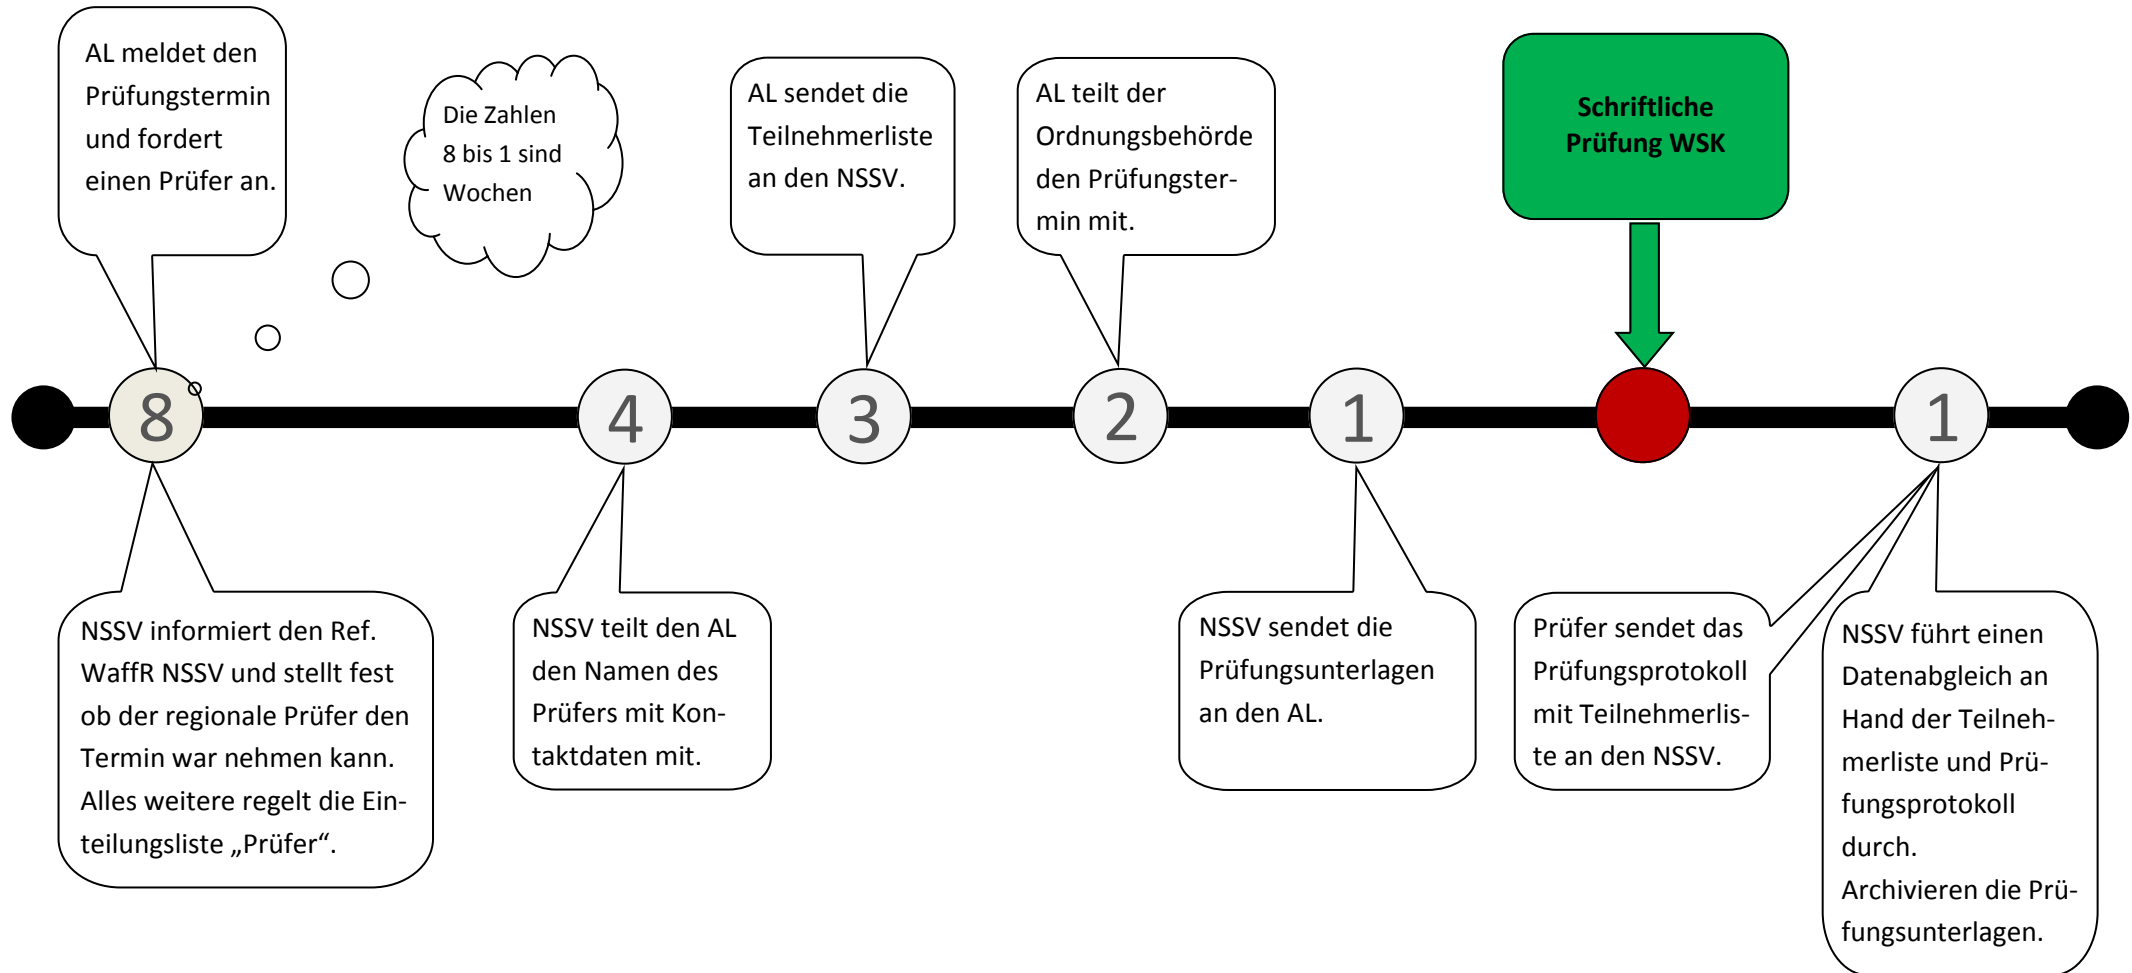 AL meldet den
Prüfungstermin
und fordert
einen Prüfer an.
Die Zahlen
8 bis 1 sind
Wochen
AL sendet die
Teilnehmerliste
an den NSSV.
AL teilt der
Ordnungsbehörde
den Prüfungster-
min mit.
Schriftliche
Prüfung WSK
8
4
3
2
1
1
NSSV informiert den Ref.
WaffR NSSV und stellt fest
ob der regionale Prüfer den
Termin war nehmen kann.
Alles weitere regelt die Ein-
teilungsliste „Prüfer“.
NSSV teilt den AL
den Namen des
Prüfers mit Kon-
taktdaten mit.
NSSV sendet die
Prüfungsunterlagen
an den AL.
Prüfer sendet das
Prüfungsprotokoll
mit Teilnehmerlis-
te an den NSSV.
NSSV führt einen
Datenabgleich an
Hand der Teilneh-
merliste und Prü-
fungsprotokoll
durch.
Archivieren die Prü-
fungsunterlagen.